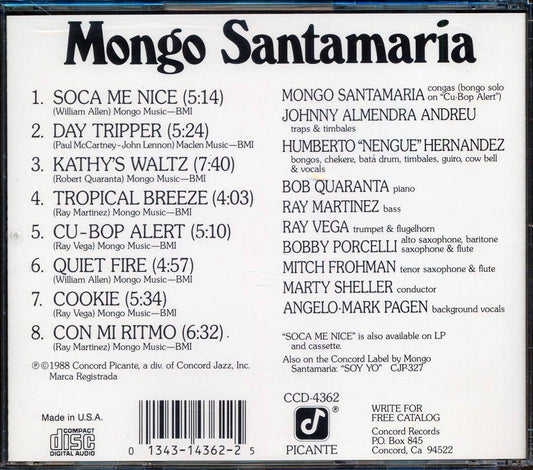 Mongo Santamaria
1. SOCA ME NICE (5:14)
(William Allen) Mongo Music—BMI
2. DAY TRIPPER (5:24)
(Paul McCartney-John Lennon) Maclen Music—BMI
3. KATHY'S WALTZ (7:40)
(Robert Quaranta) Mongo Music—BMI
4. TROPICAL BREEZE (4:03)
(Ray Martinez) Mongo Music—BMI
5. CU-BOP ALERT (5:10)
(Ray Vega) Mongo Music—BMI
6. QUIET FIRE (4:57)
(William Allen) Mongo Music—BMI
7. COOKIE (5:34)
(Ray Vega) Mongo Music—BMI
8. CON MI RITMO (6:32)
(Ray Martinez) Mongo Music—BMI
℗©1988 Concord Picante, a div. of Concord Jazz, Inc.
Marca Registrada
MONGO SANTAMARIA congas (bongo solo
on "Cu-Bop Alert")
JOHNNY ALMENDRA ANDREU
traps & timbales
HUMBERTO "NENGUE" HERNANDEZ
bongos, chekere, batá drum, timbales, guiro, cow bell
& vocals
BOB QUARANTA piano
RAY MARTINEZ bass
RAY VEGA trumpet & flugelhorn
BOBBY PORCELLI alto saxophone, baritone
saxophone & flute
MITCH FROHMAN tenor saxophone & flute
MARTY SHELLER conductor
ANGELO-MARK PAGEN background vocals
"SOCA ME NICE" is also available on LP
and cassette.
Also on the Concord Label by Mongo
Santamaria: "SOY YO" CJP-327
Made in U.S.A.
COMPACT
disc
DIGITAL AUDIO
0 1343-14362-2 5
CCD-4362
PICANTE
WRITE FOR
FREE CATALOG
Concord Records
P.O. Box 845
Concord, CA 94522